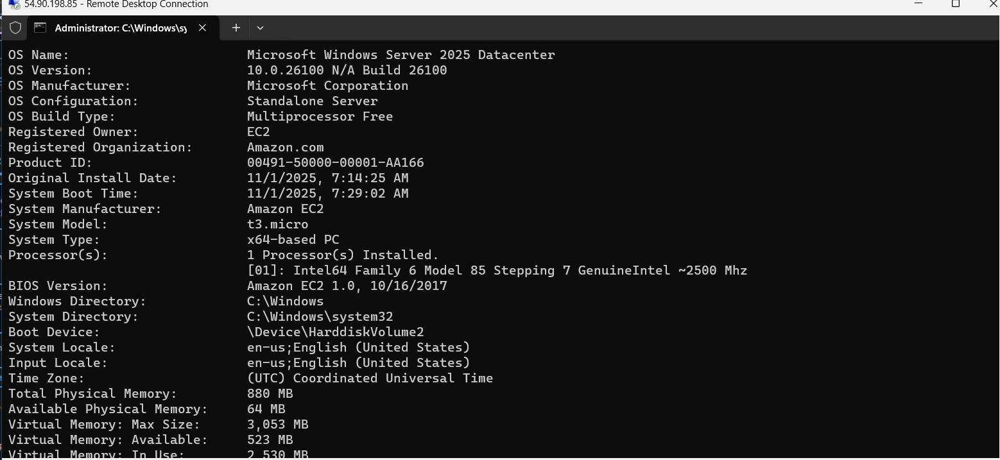 54.90.198.85 - Remote Desktop Connection
Administrator: C:\Windows\sy
OS Name: Microsoft Windows Server 2025 Datacenter
OS Version: 10.0.26100 N/A Build 26100
OS Manufacturer: Microsoft Corporation
OS Configuration: Standalone Server
OS Build Type: Multiprocessor Free
Registered Owner: EC2
Registered Organization: Amazon.com
Product ID: 00491-50000-00001-AA166
Original Install Date: 11/1/2025, 7:14:25 AM
System Boot Time: 11/1/2025, 7:29:02 AM
System Manufacturer: Amazon EC2
System Model: t3.micro
System Type: x64-based PC
Processor(s): 1 Processor(s) Installed.
[01]: Intel64 Family 6 Model 85 Stepping 7 GenuineIntel ~2500 Mhz
BIOS Version: Amazon EC2 1.0, 10/16/2017
Windows Directory: C:\Windows
System Directory: C:\Windows\system32
Boot Device: \Device\HarddiskVolume2
System Locale: en-us;English (United States)
Input Locale: en-us;English (United States)
Time Zone: (UTC) Coordinated Universal Time
Total Physical Memory: 880 MB
Available Physical Memory: 64 MB
Virtual Memory: Max Size: 3,053 MB
Virtual Memory: Available: 523 MB
Virtual Memory: In Use: 2,530 MB